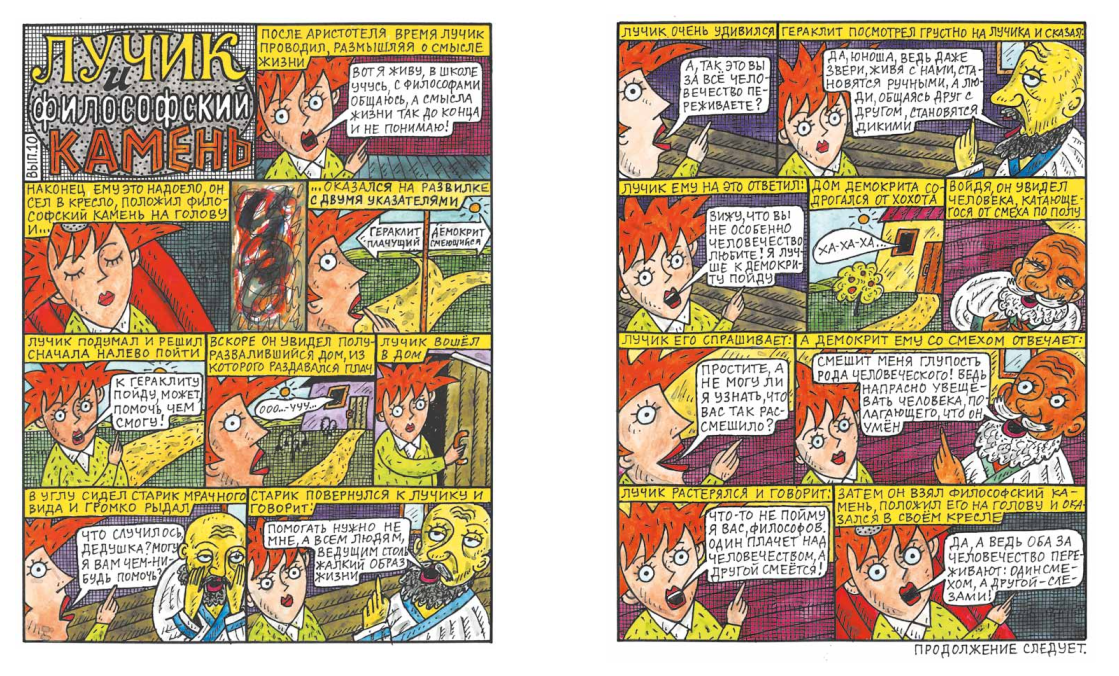 ЛУЧИК
и
философский
КАМЕНЬ
ВЫП.10
ПОСЛЕ АРИСТОТЕЛЯ ВРЕМЯ ЛУЧИК
ПРОВОДИЛ, РАЗМЫШЛЯЯ О СМЫСЛЕ
ЖИЗНИ
ВОТ Я ЖИВУ, В ШКОЛЕ
УЧУСЬ, С ФИЛОСОФАМИ
ОБЩАЮСЬ, А СМЫСЛА
ЖИЗНИ ТАК ДО КОНЦА
И НЕ ПОНИМАЮ!
НАКОНЕЦ ЕМУ ЭТО НАДОЕЛО, ОН
СЕЛ В КРЕСЛО, ПОЛОЖИЛ ФИЛО-
СОФСКИЙ КАМЕНЬ НА ГОЛОВУ
И...
...ОКАЗАЛСЯ НА РАЗВИЛКЕ
С ДВУМЯ УКАЗАТЕЛЯМИ
ГЕРАКЛИТ
ПЛАЧУЩИЙ
ДЕМОКРИТ
СМЕЮЩИЙСЯ
ЛУЧИК ПОДУМАЛ И РЕШИЛ
СНАЧАЛА НАЛЕВО ПОЙТИ
К ГЕРАКЛИТУ
ПОЙДУ, МОЖЕТ,
ПОМОЧЬ ЧЕМ
СМОГУ!
ВСКОРЕ ОН УВИДЕЛ ПОЛУ-
РАЗВАЛИВШИЙСЯ ДОМ, ИЗ
КОТОРОГО РАЗДАВАЛСЯ ПЛАЧ
ООО...-УУУ...
ЛУЧИК ВОШЁЛ
В ДОМ
В УГЛУ СИДЕЛ СТАРИК МРАЧНОГО
ВИДА И ГРОМКО РЫДАЛ
ЧТО СЛУЧИЛОСЬ,
ДЕДУШКА? МОГУ
Я ВАМ ЧЕМ-НИ-
БУДЬ ПОМОЧЬ?
СТАРИК ПОВЕРНУЛСЯ К ЛУЧИКУ И
ГОВОРИТ:
ПОМОГАТЬ НУЖНО НЕ
МНЕ, А ВСЕМ ЛЮДЯМ,
ВЕДУЩИМ СТОЛЬ
ЖАЛКИЙ ОБРАЗ
ЖИЗНИ
ЛУЧИК ОЧЕНЬ УДИВИЛСЯ
А, ТАК ЭТО ВЫ
ЗА ВСЁ ЧЕЛО-
ВЕЧЕСТВО ПЕ-
РЕЖИВАЕТЕ?
ГЕРАКЛИТ ПОСМОТРЕЛ ГРУСТНО НА ЛУЧИКА И СКАЗАЛ:
ДА, ЮНОША, ВЕДЬ ДАЖЕ
ЗВЕРИ, ЖИВЯ С НАМИ, СТА-
НОВЯТСЯ РУЧНЫМИ, А ЛЮ-
ДИ, ОБЩАЯСЬ ДРУГ С
ДРУГОМ, СТАНОВЯТСЯ
ДИКИМИ
ЛУЧИК ЕМУ НА ЭТО ОТВЕТИЛ:
ВИЖУ, ЧТО ВЫ
НЕ ОСОБЕННО
ЧЕЛОВЕЧЕСТВО
ЛЮБИТЕ! Я ЛУЧ-
ШЕ К ДЕМОКРИ-
ТУ ПОЙДУ
ДОМ ДЕМОКРИТА СО-
ДРОГАЛСЯ ОТ ХОХОТА
ХА-ХА-ХА...
ВОЙДЯ, ОН УВИДЕЛ
ЧЕЛОВЕКА, КАТАЮЩЕ-
ГОСЯ ОТ СМЕХА ПО ПОЛУ
ЛУЧИК ЕГО СПРАШИВАЕТ:
ПРОСТИТЕ, А
НЕ МОГУ ЛИ
Я УЗНАТЬ, ЧТО
ВАС ТАК РАС-
СМЕШИЛО?
А ДЕМОКРИТ ЕМУ СО СМЕХОМ ОТВЕЧАЕТ:
СМЕШИТ МЕНЯ ГЛУПОСТЬ
РОДА ЧЕЛОВЕЧЕСКОГО! ВЕДЬ
НАПРАСНО УВЕЩЕ-
ВАТЬ ЧЕЛОВЕКА, ПО-
ЛАГАЮЩЕГО, ЧТО ОН
УМЁН
ЛУЧИК РАСТЕРЯЛСЯ И ГОВОРИТ:
ЧТО-ТО НЕ ПОЙМУ
Я ВАС, ФИЛОСОФОВ.
ОДИН ПЛАЧЕТ НАД
ЧЕЛОВЕЧЕСТВОМ, А
ДРУГОЙ СМЕЁТСЯ!
ЗАТЕМ ОН ВЗЯЛ ФИЛОСОФСКИЙ КА-
МЕНЬ, ПОЛОЖИЛ ЕГО НА ГОЛОВУ И ОКА-
ЗАЛСЯ В СВОЁМ КРЕСЛЕ
ДА, А ВЕДЬ ОБА ЗА
ЧЕЛОВЕЧЕСТВО ПЕРЕ-
ЖИВАЮТ: ОДИН СМЕ-
ХОМ, А ДРУГОЙ-СЛЕ-
ЗАМИ!
ПРОДОЛЖЕНИЕ СЛЕДУЕТ.